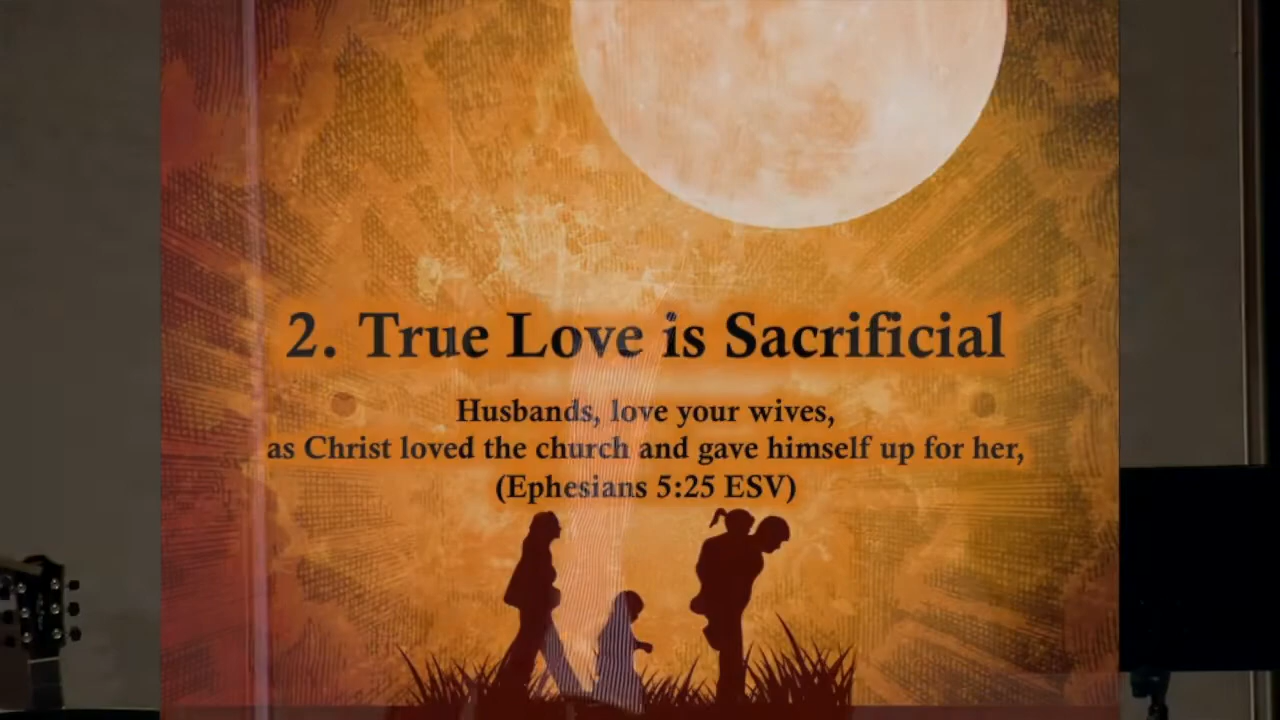 2. True Love is Sacrificial
Husbands, love your wives,
as Christ loved the church and gave himself up for her,
(Ephesians 5:25 ESV)